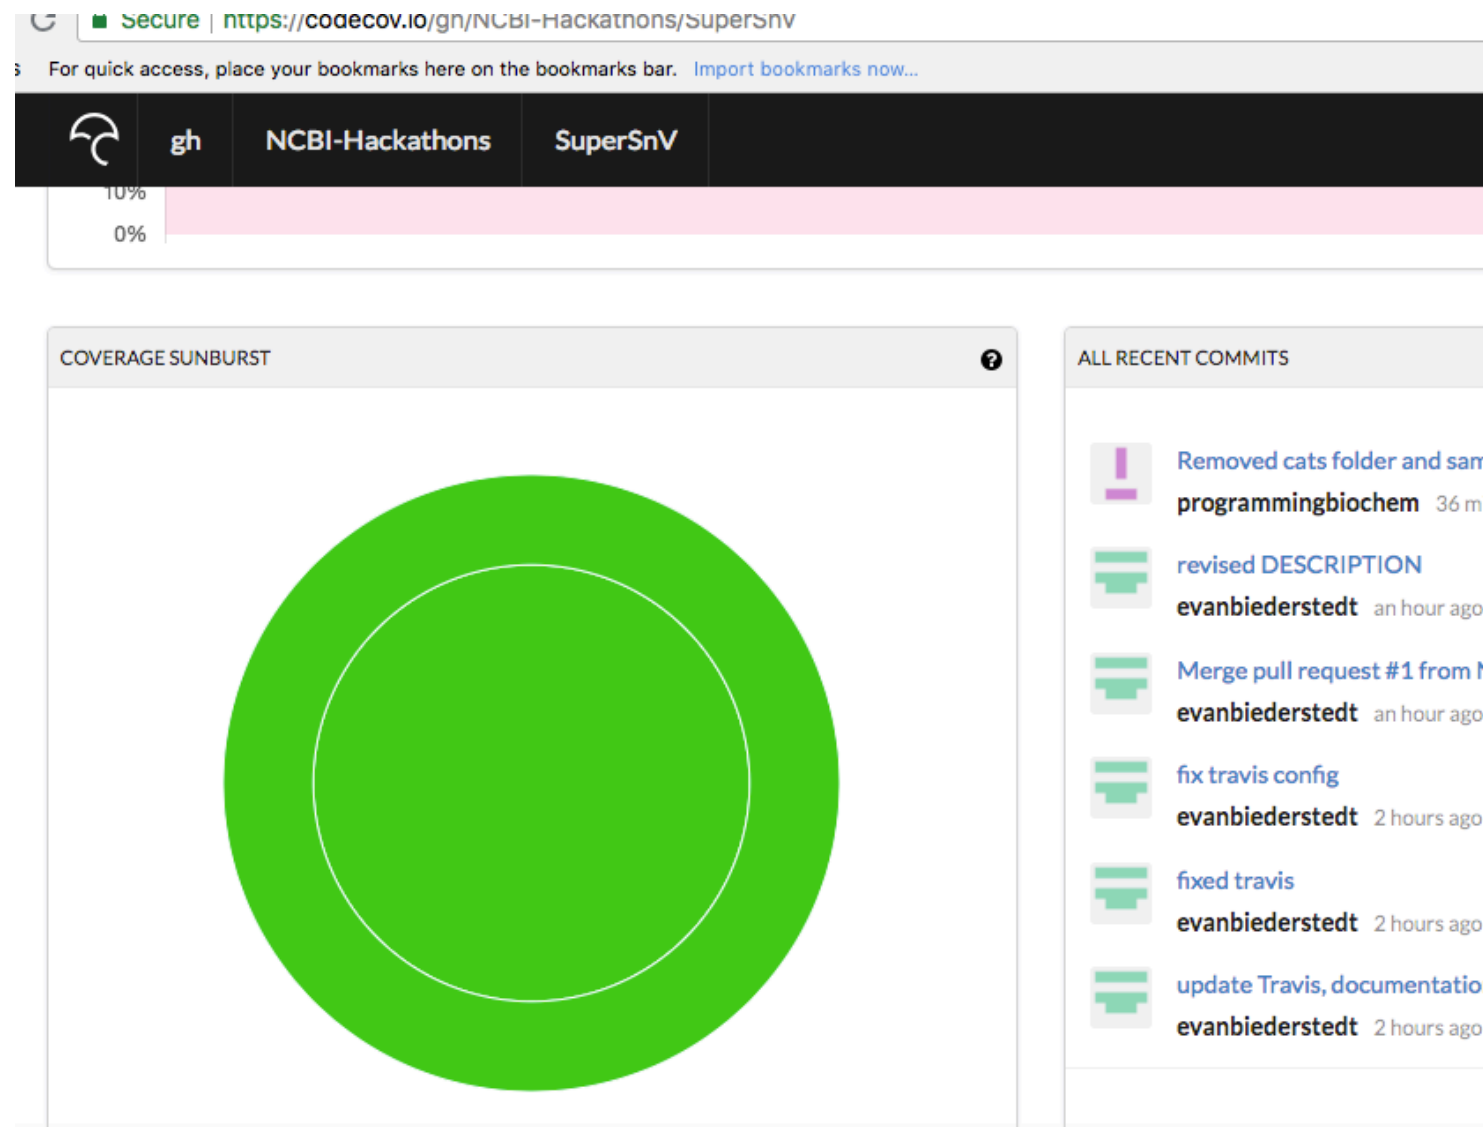 Secure | https://codecov.io/gh/NCBI-Hackathons/SuperSnV
s For quick access, place your bookmarks here on the bookmarks bar. Import bookmarks now...
gh NCBI-Hackathons SuperSnV
10%
0%
COVERAGE SUNBURST
ALL RECENT COMMITS
Removed cats folder and sam
programmingbiochem 36 m
revised DESCRIPTION
evanbiederstedt an hour ago
Merge pull request #1 from N
evanbiederstedt an hour ago
fix travis config
evanbiederstedt 2 hours ago
fixed travis
evanbiederstedt 2 hours ago
update Travis, documentatio
evanbiederstedt 2 hours ago